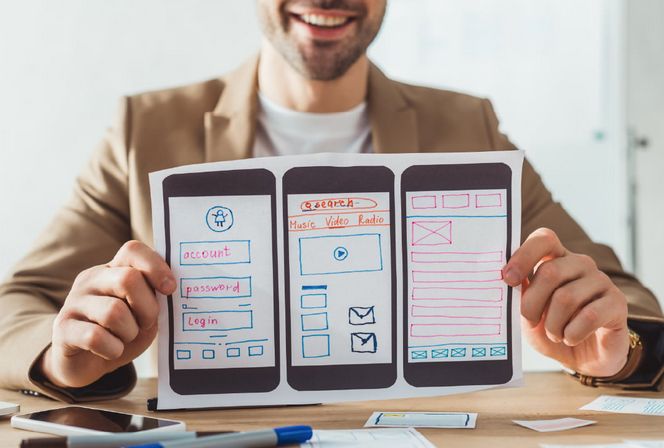 account
password
Login
search
Music Video Radio